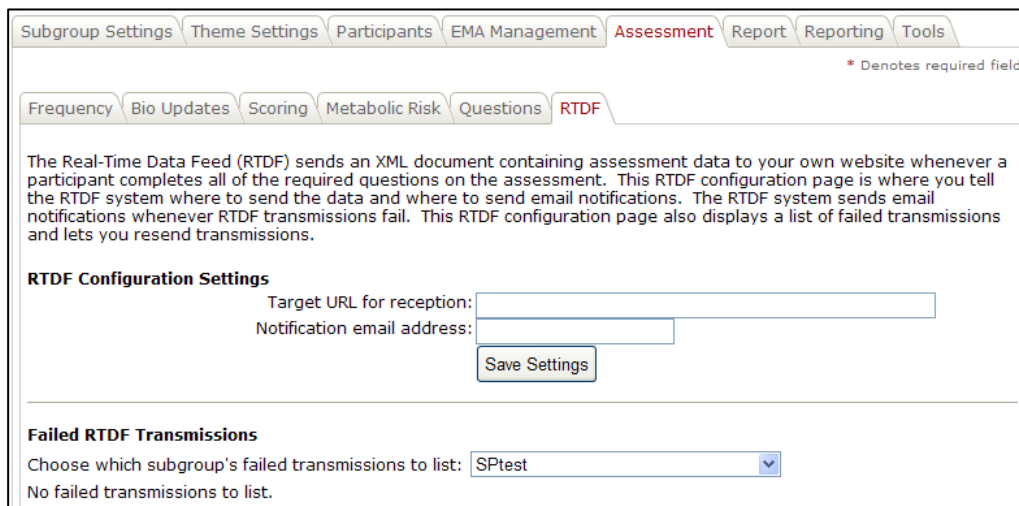 Subgroup Settings Theme Settings Participants EMA Management Assessment Report Reporting Tools
* Denotes required field
Frequency Bio Updates Scoring Metabolic Risk Questions RTDF
The Real-Time Data Feed (RTDF) sends an XML document containing assessment data to your own website whenever a
participant completes all of the required questions on the assessment. This RTDF configuration page is where you tell
the RTDF system where to send the data and where to send email notifications. The RTDF system sends email
notifications whenever RTDF transmissions fail. This RTDF configuration page also displays a list of failed transmissions
and lets you resend transmissions.
RTDF Configuration Settings
Target URL for reception:
Notification email address:
Save Settings
Failed RTDF Transmissions
Choose which subgroup's failed transmissions to list: SPtest
No failed transmissions to list.